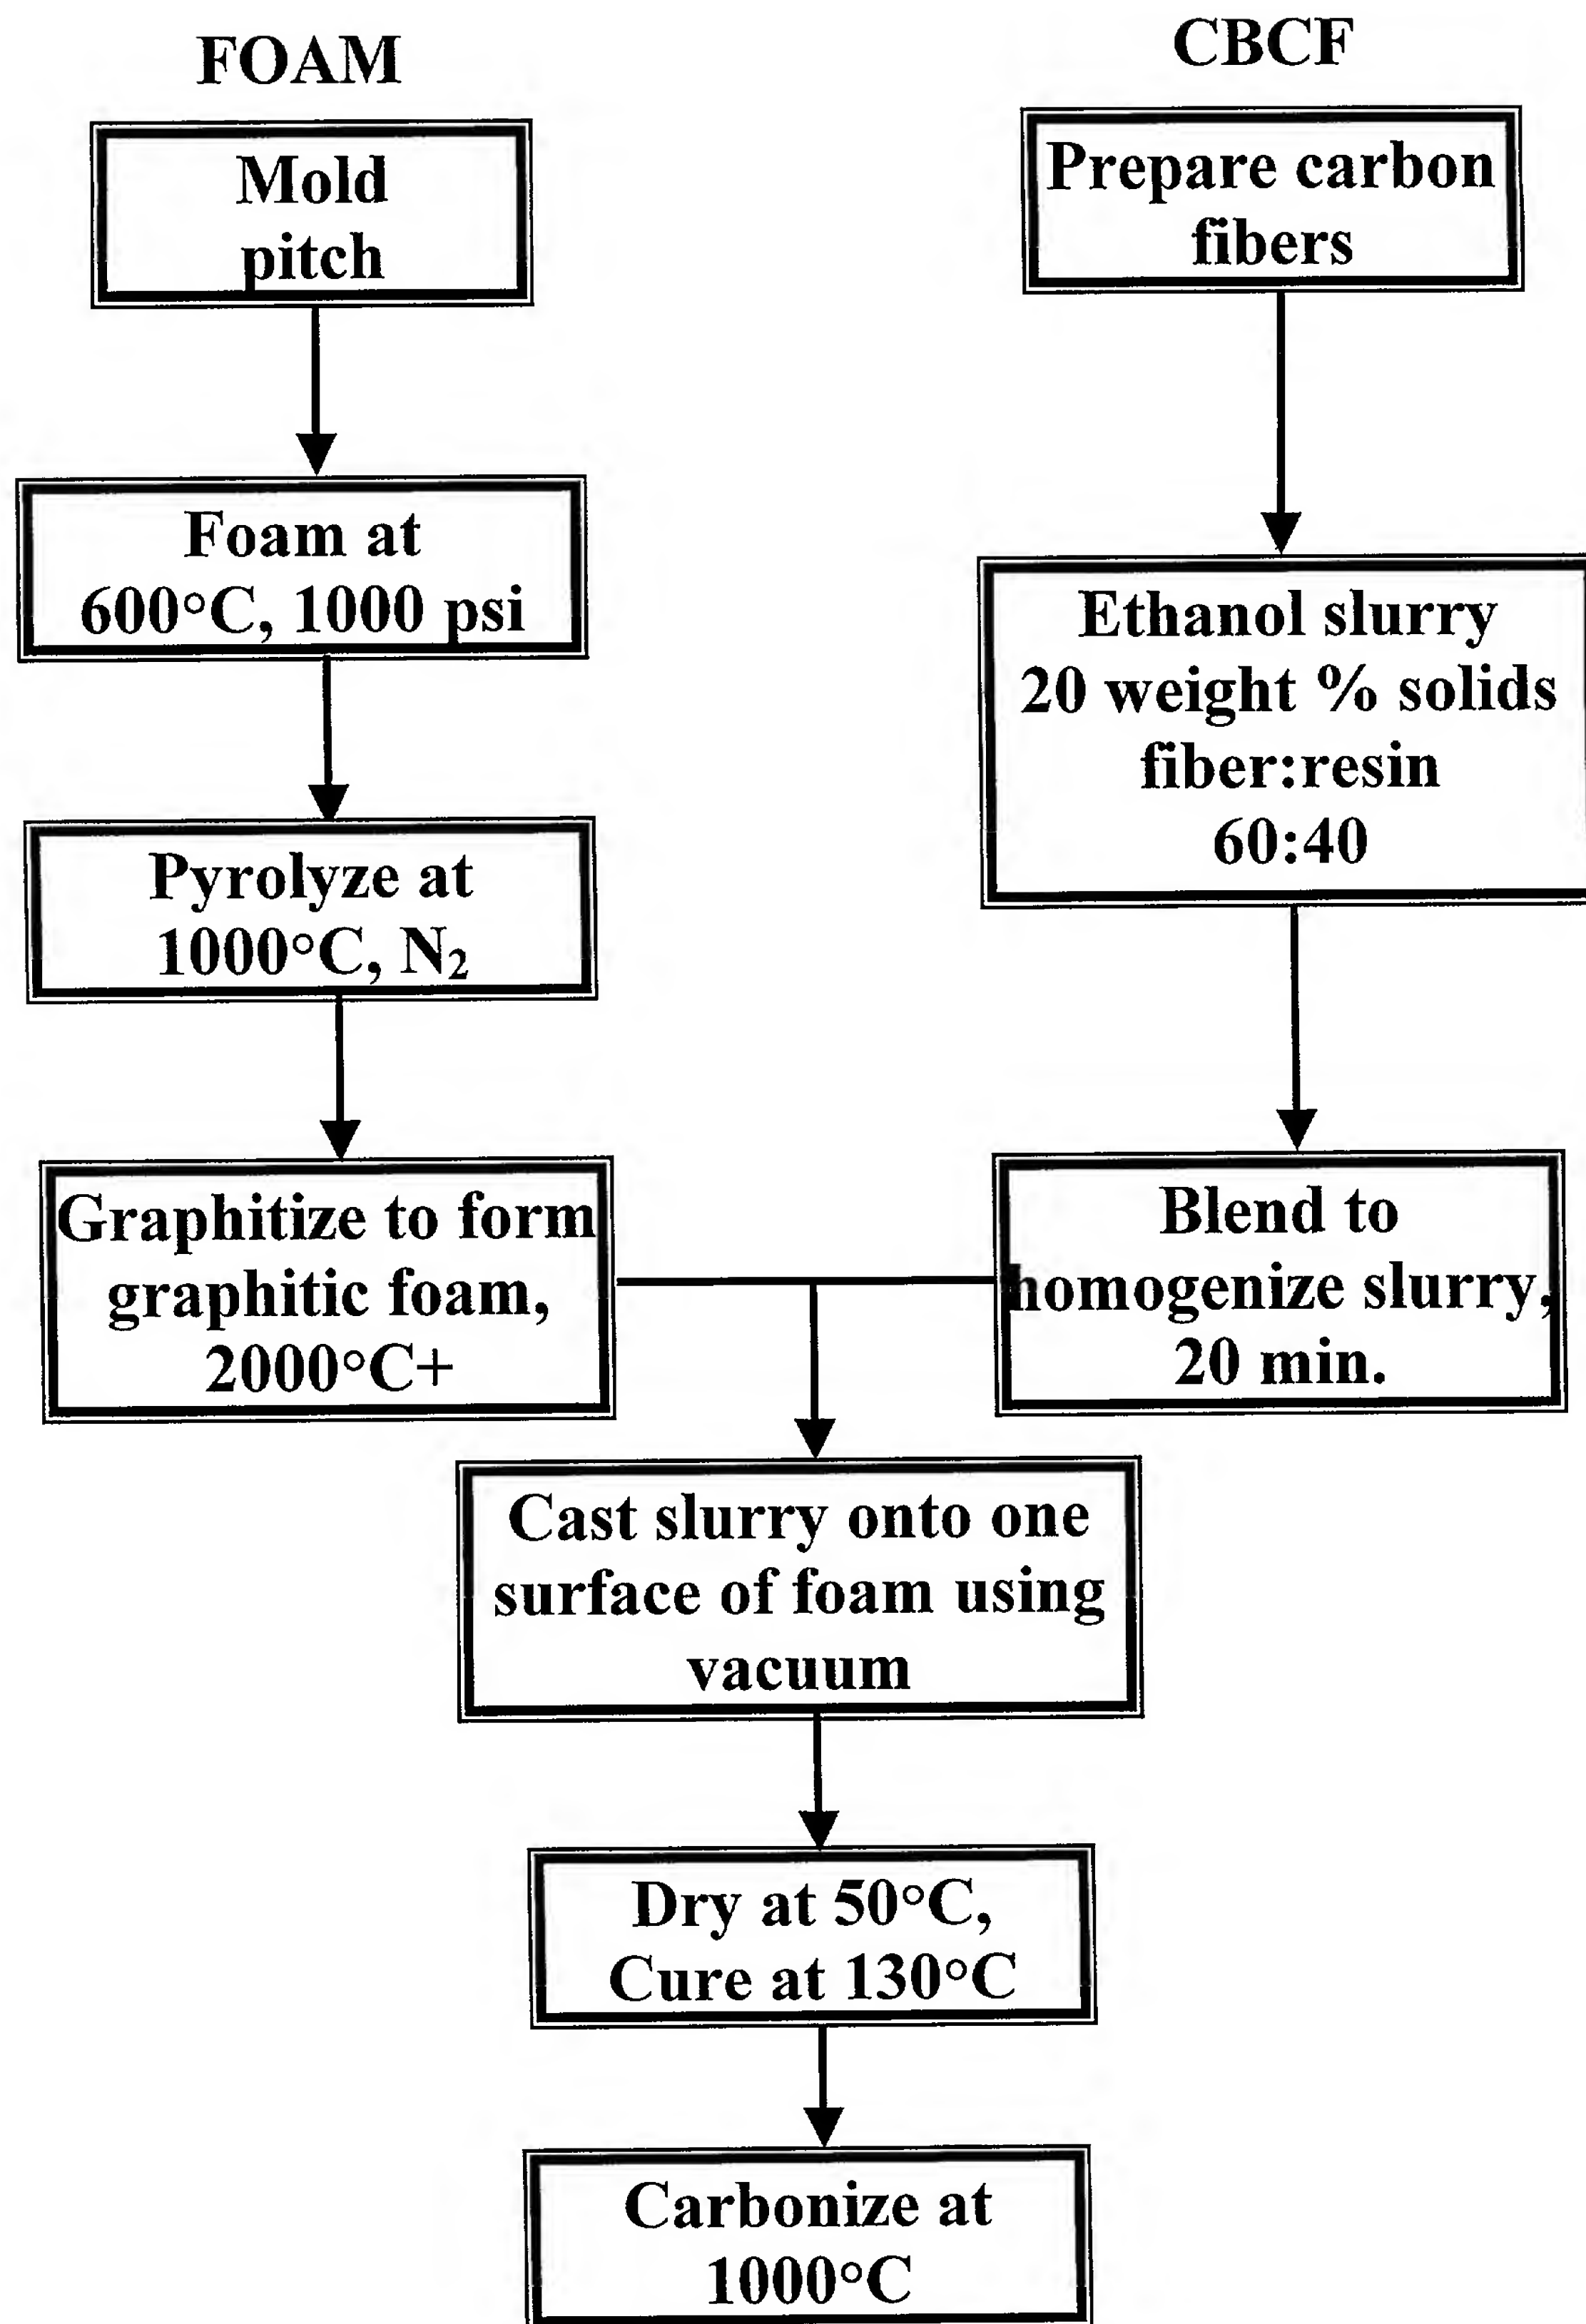 FOAM
Mold
pitch
Foam at
600°C, 1000 psi
Pyrolyze at
1000°C, N₂
Graphitize to form
graphitic foam,
2000°C+
CBCF
Prepare carbon
fibers
Ethanol slurry
20 weight % solids
fiber:resin
60:40
Blend to
homogenize slurry,
20 min.
Cast slurry onto one
surface of foam using
vacuum
Dry at 50°C,
Cure at 130°C
Carbonize at
1000°C